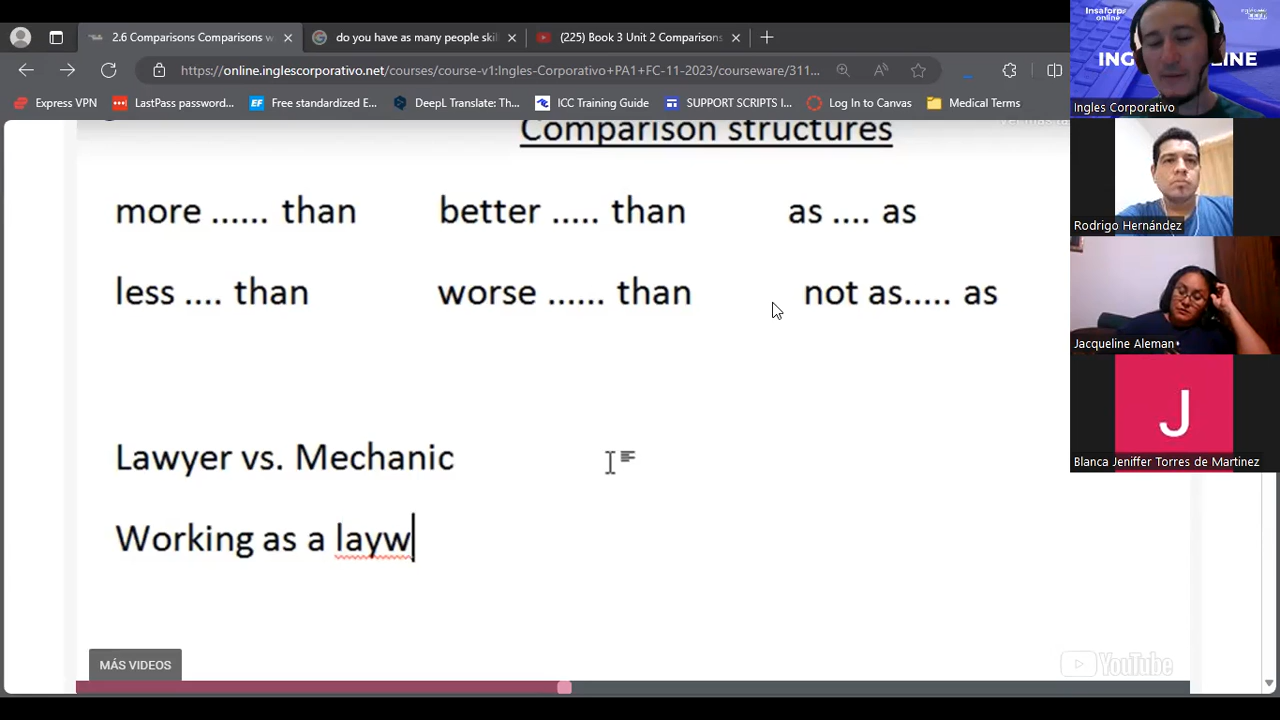 2.6 Comparisons Comparisons w
do you have as many people skil
(225) Book 3 Unit 2 Comparisons
https://online.inglescorporativo.net/courses/course-v1:Ingles-Corporativo+PA1+FC-11-2023/courseware/311...
Express VPN
LastPass password...
Free standardized E...
DeepL Translate: Th...
ICC Training Guide
SUPPORT SCRIPTS I...
Log In to Canvas
Medical Terms
Insaforp
online
Ingles Corporativo
Rodrigo Hernández
Jacqueline Aleman
Blanca Jeniffer Torres de Martinez
J
Comparison structures
more ...... than better ..... than as .... as
less .... than worse ...... than not as..... as
Lawyer vs. Mechanic
Working as a layw
MÁS VIDEOS
YouTube